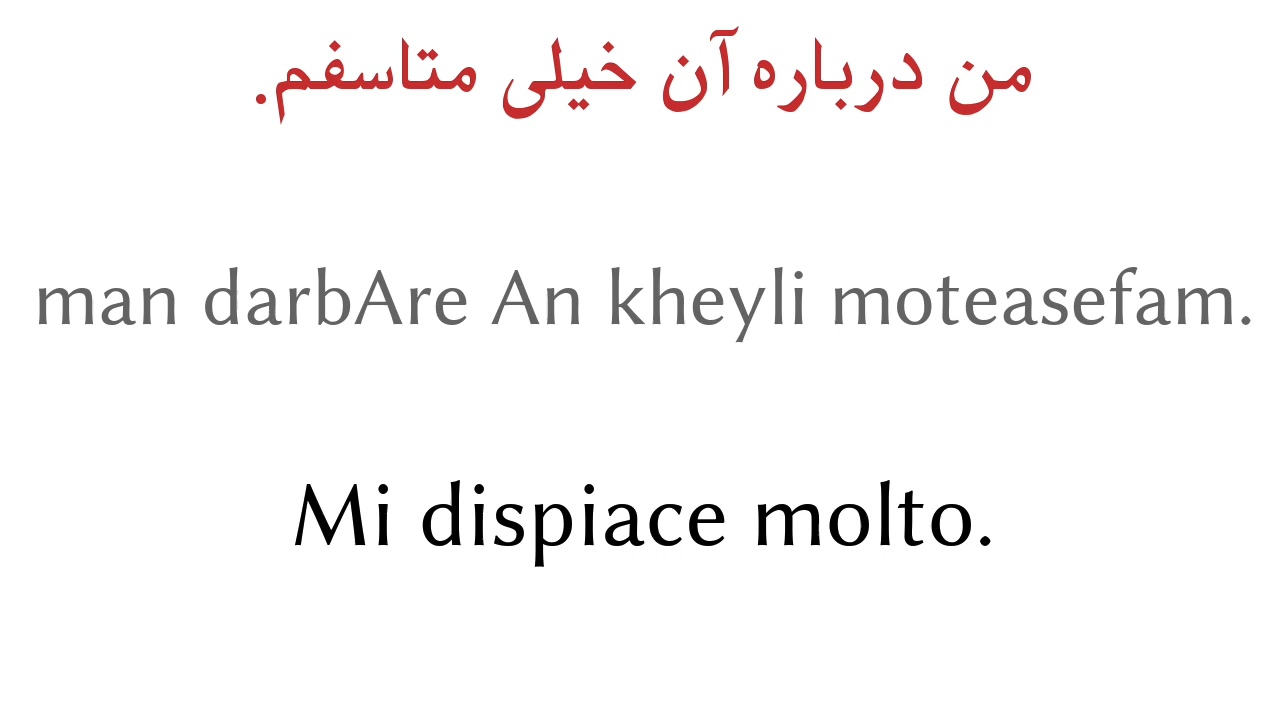 من درباره آن خیلی متاسفم.
man darbAre An kheyli moteasefam.
Mi dispiace molto.